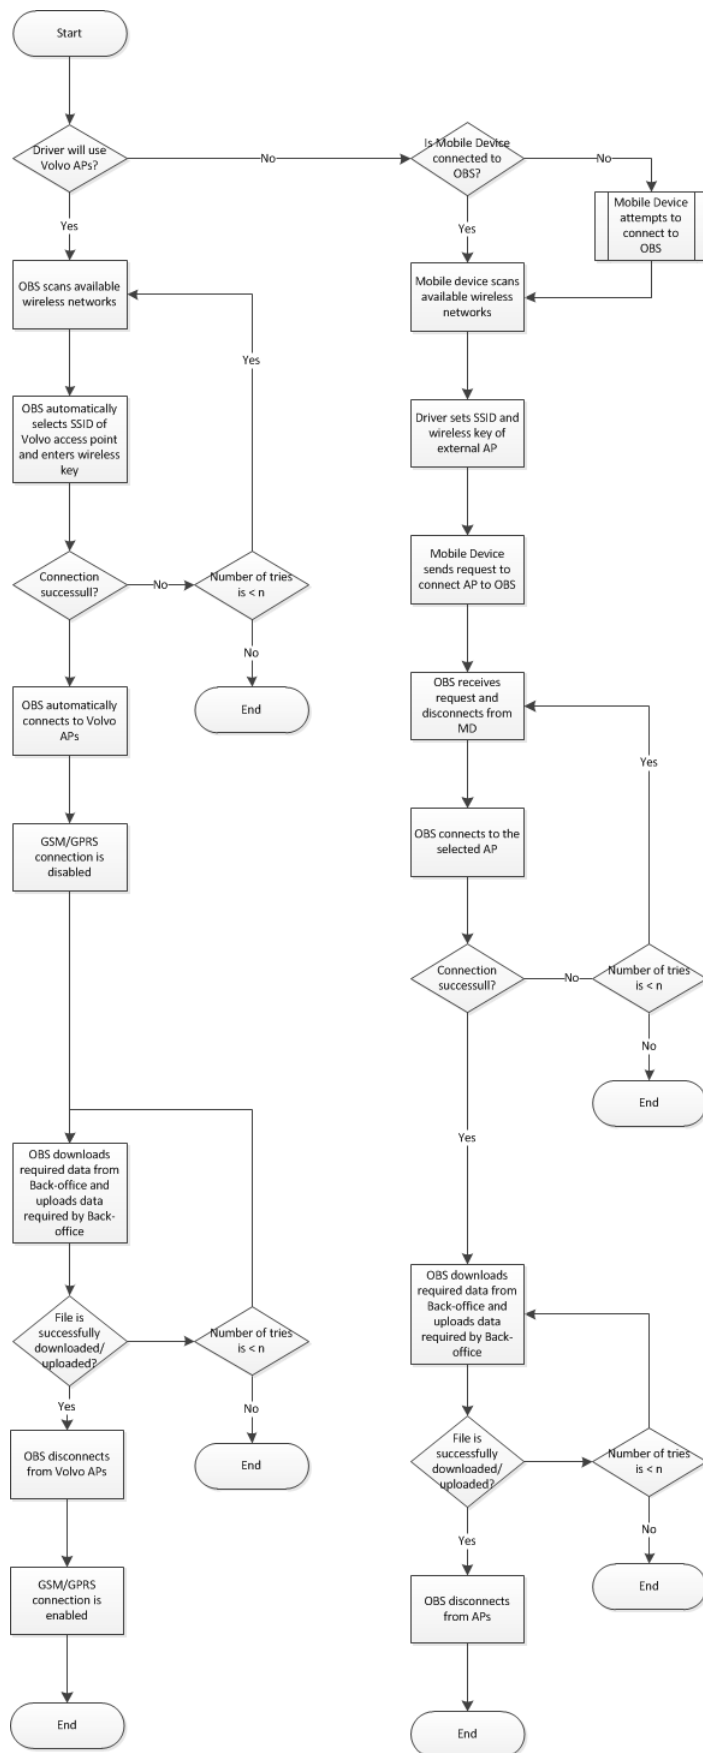 Start
Driver will use
Volvo APs?
No
Is Mobile Device
connected to
OBS?
No
Mobile Device
attempts to
connect to
OBS
Yes
Yes
OBS scans available
wireless networks
Mobile device scans
available wireless
networks
Yes
OBS automatically
selects SSID of
Volvo access point
and enters wireless
key
Driver sets SSID and
wireless key of
external AP
Connection
successull?
No
Number of tries
is < n
Mobile Device
sends request to
connect AP to OBS
No
End
OBS automatically
connects to Volvo
APs
OBS receives
request and
disconnects from
MD
Yes
GSM/GPRS
connection is
disabled
OBS connects to the
selected AP
Connection
successull?
No
Number of tries
is < n
No
End
Yes
OBS downloads
required data from
Back-office and
uploads data
required by Back-
office
OBS downloads
required data from
Back-office and
uploads data
required by Back-
office
File is
successfully
downloaded/
uploaded?
Number of tries
is < n
Yes
No
End
OBS disconnects
from Volvo APs
File is
successfully
downloaded/
uploaded?
Number of tries
is < n
Yes
No
End
GSM/GPRS
connection is
enabled
OBS disconnects
from APs
End
End